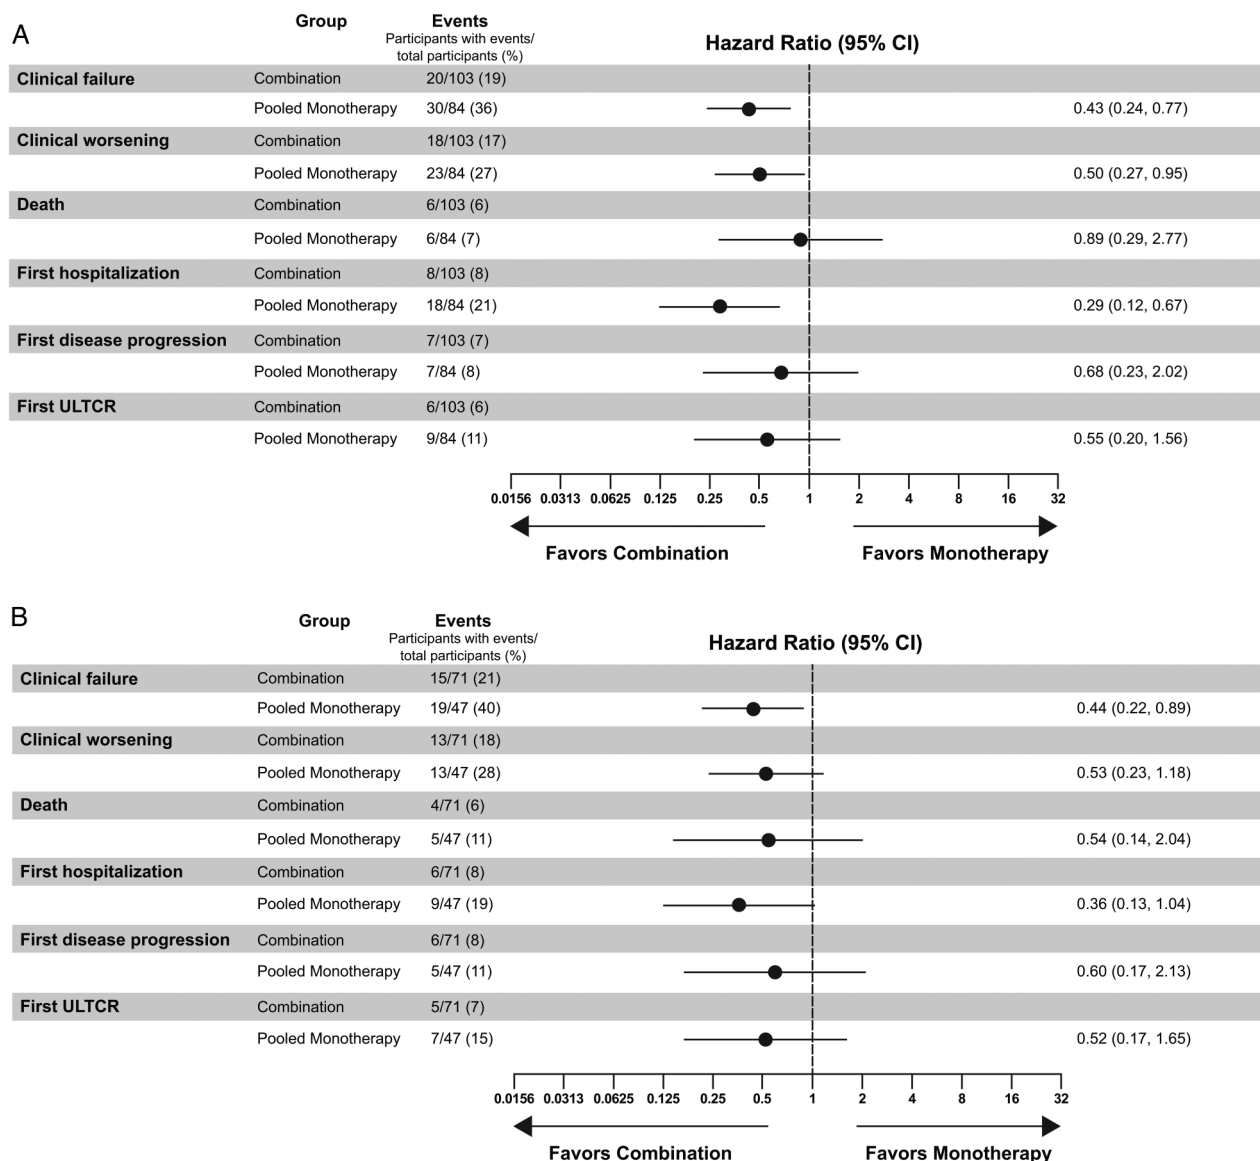 A
Group Events
Participants with events/
total participants (%)
Hazard Ratio (95% CI)
Clinical failure Combination 20/103 (19)
Pooled Monotherapy 30/84 (36) 0.43 (0.24, 0.77)
Clinical worsening Combination 18/103 (17)
Pooled Monotherapy 23/84 (27) 0.50 (0.27, 0.95)
Death Combination 6/103 (6)
Pooled Monotherapy 6/84 (7) 0.89 (0.29, 2.77)
First hospitalization Combination 8/103 (8)
Pooled Monotherapy 18/84 (21) 0.29 (0.12, 0.67)
First disease progression Combination 7/103 (7)
Pooled Monotherapy 7/84 (8) 0.68 (0.23, 2.02)
First ULTCR Combination 6/103 (6)
Pooled Monotherapy 9/84 (11) 0.55 (0.20, 1.56)
0.0156 0.0313 0.0625 0.125 0.25 0.5 1 2 4 8 16 32
Favors Combination Favors Monotherapy
B
Group Events
Participants with events/
total participants (%)
Hazard Ratio (95% CI)
Clinical failure Combination 15/71 (21)
Pooled Monotherapy 19/47 (40) 0.44 (0.22, 0.89)
Clinical worsening Combination 13/71 (18)
Pooled Monotherapy 13/47 (28) 0.53 (0.23, 1.18)
Death Combination 4/71 (6)
Pooled Monotherapy 5/47 (11) 0.54 (0.14, 2.04)
First hospitalization Combination 6/71 (8)
Pooled Monotherapy 9/47 (19) 0.36 (0.13, 1.04)
First disease progression Combination 6/71 (8)
Pooled Monotherapy 5/47 (11) 0.60 (0.17, 2.13)
First ULTCR Combination 5/71 (7)
Pooled Monotherapy 7/47 (15) 0.52 (0.17, 1.65)
0.0156 0.0313 0.0625 0.125 0.25 0.5 1 2 4 8 16 32
Favors Combination Favors Monotherapy